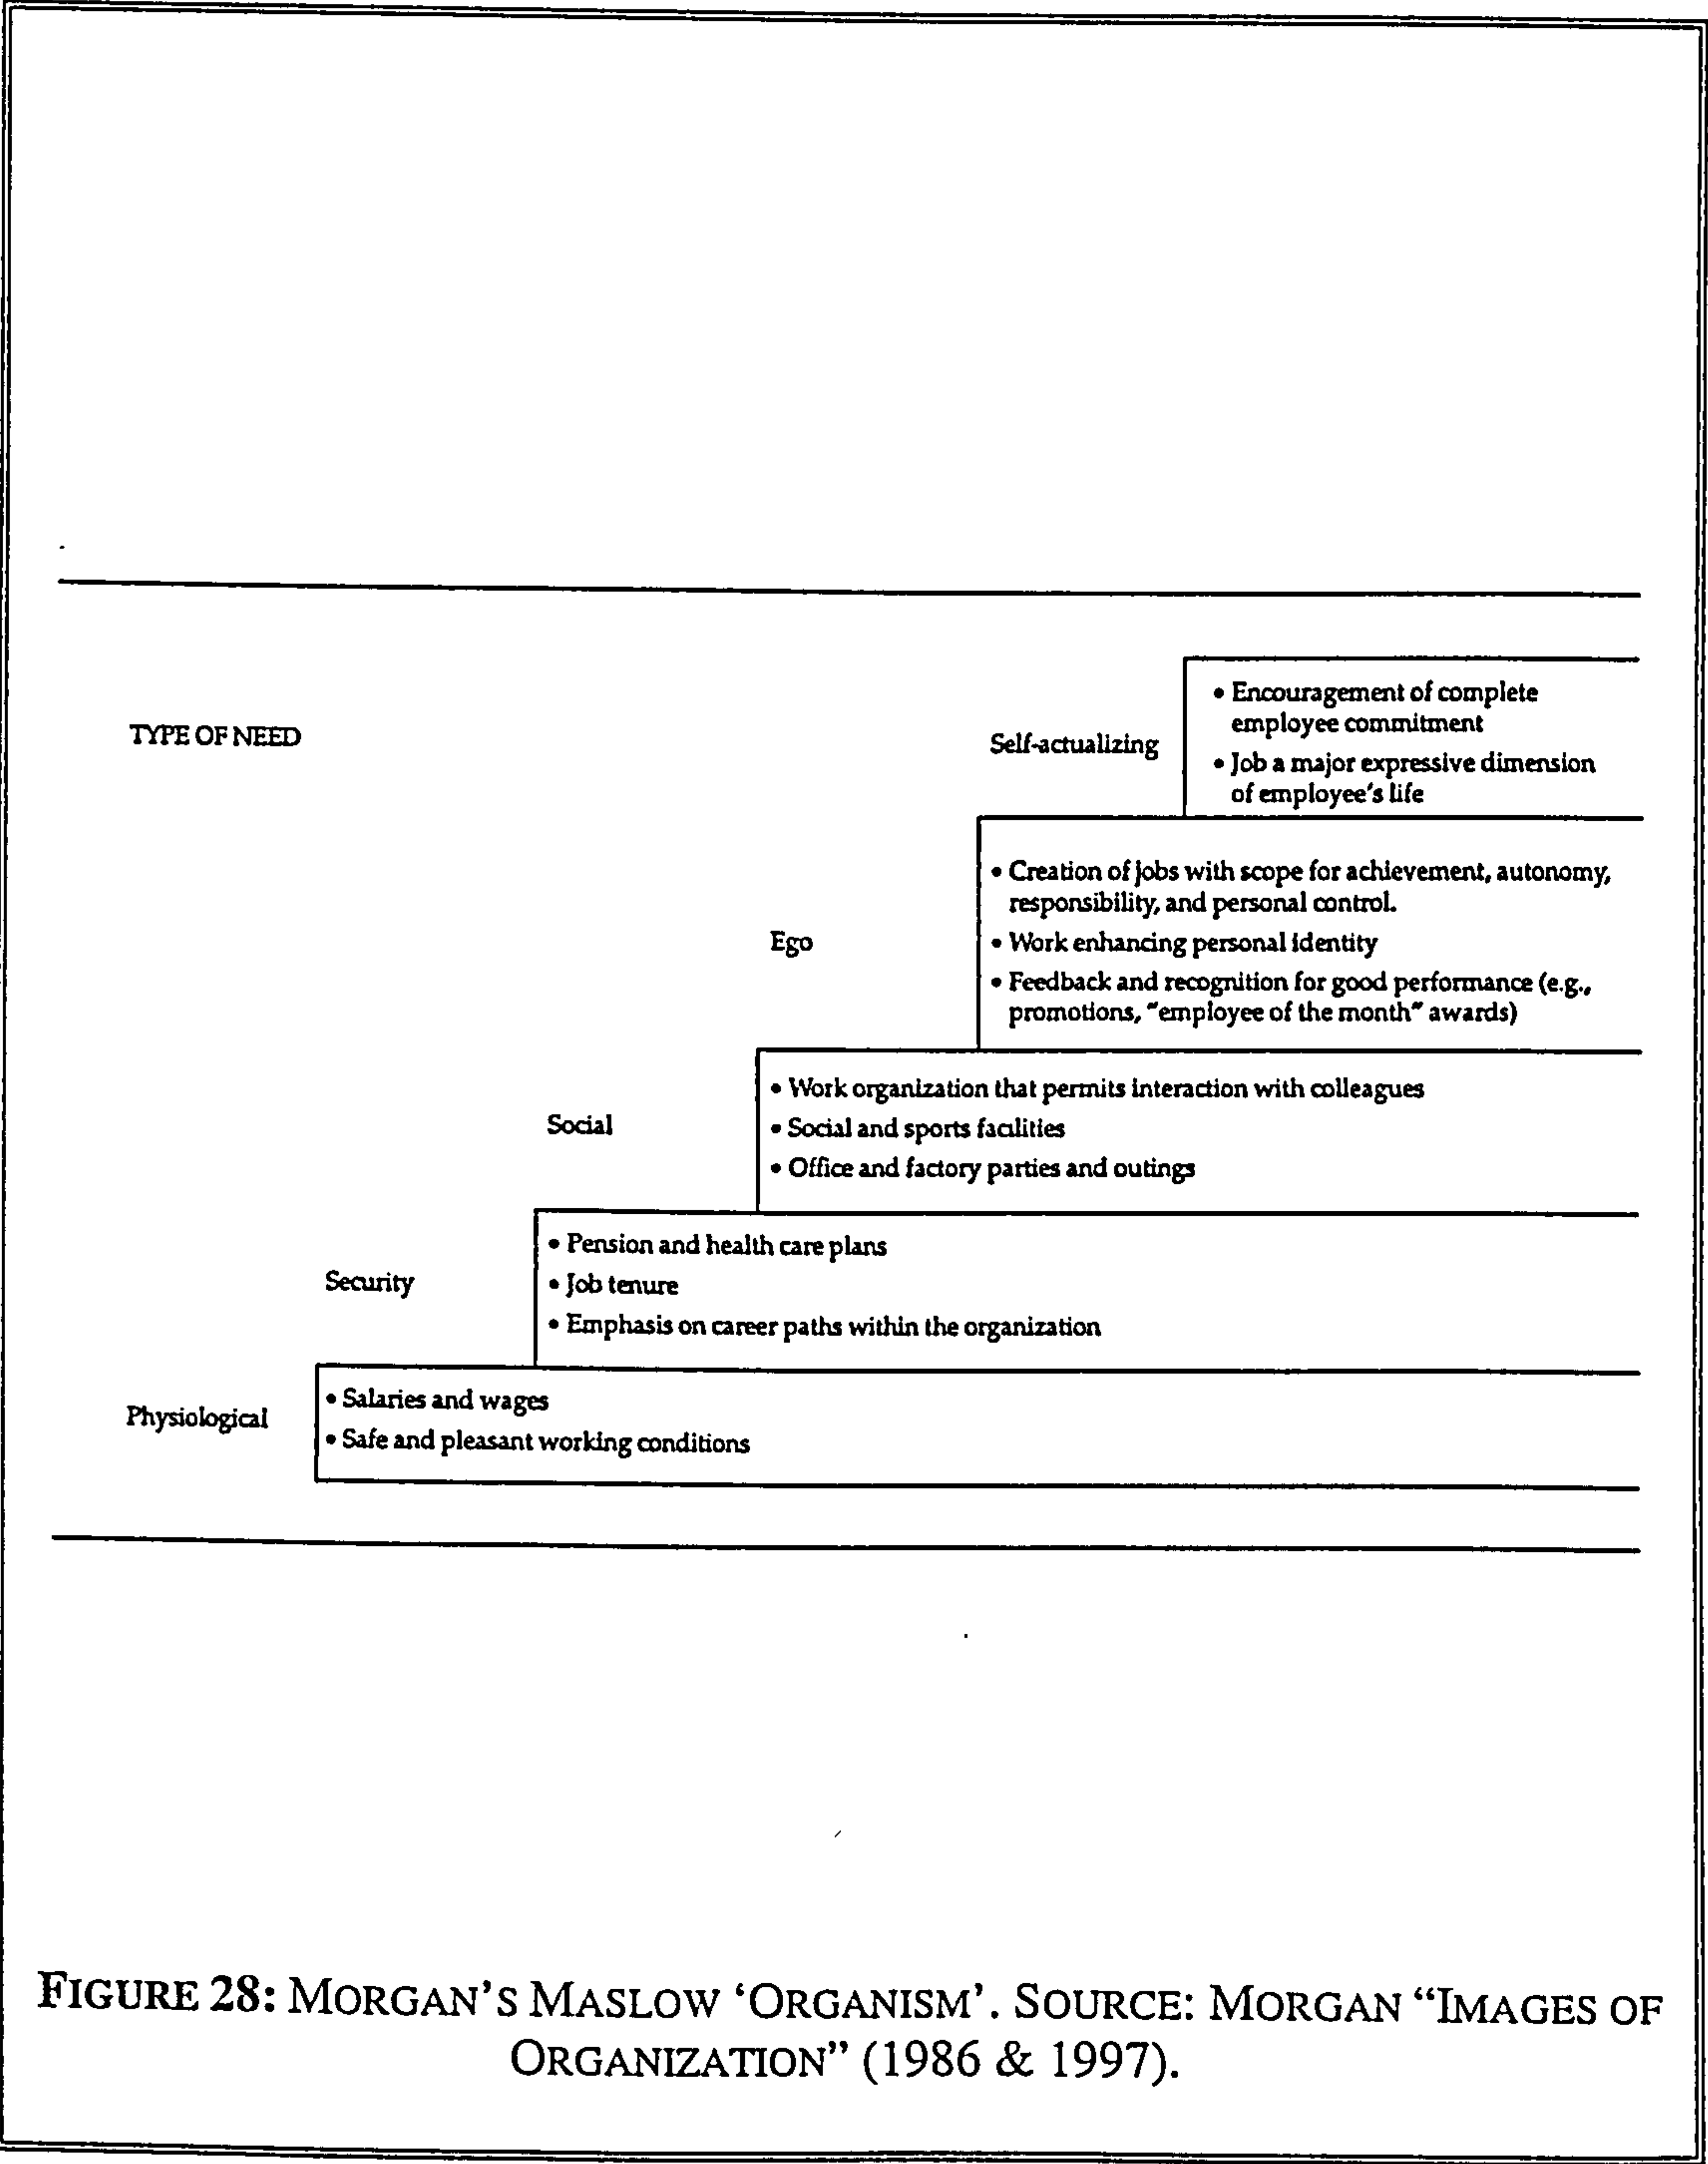 TYPE OF NEED
Self-actualizing
• Encouragement of complete
employee commitment
• Job a major expressive dimension
of employee's life
Ego
• Creation of jobs with scope for achievement, autonomy,
responsibility, and personal control.
• Work enhancing personal identity
• Feedback and recognition for good performance (e.g.,
promotions, "employee of the month" awards)
Social
• Work organization that permits interaction with colleagues
• Social and sports facilities
• Office and factory parties and outings
Security
• Pension and health care plans
• Job tenure
• Emphasis on career paths within the organization
Physiological
• Salaries and wages
• Safe and pleasant working conditions
FIGURE 28: MORGAN'S MASLOW 'ORGANISM'. SOURCE: MORGAN "IMAGES OF
ORGANIZATION" (1986 & 1997).